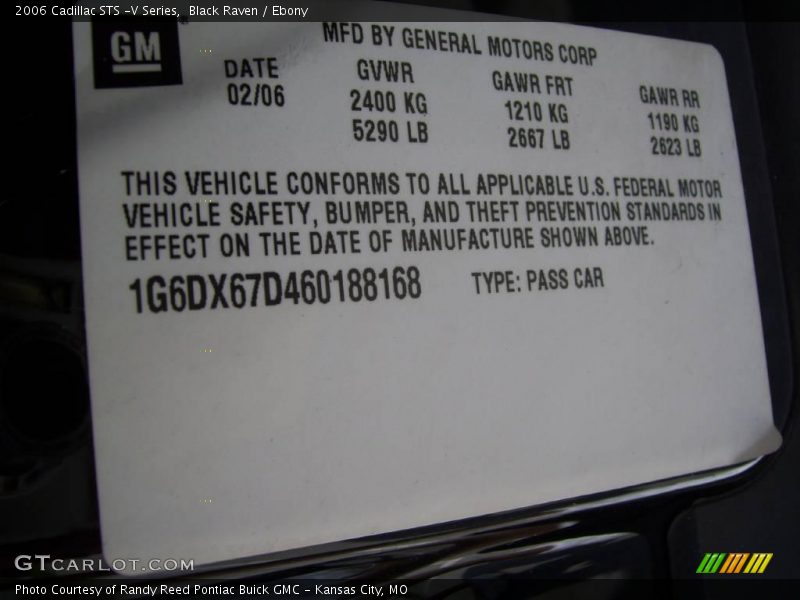 2006 Cadillac STS -V Series,  Black Raven / Ebony
GM
MFD BY GENERAL MOTORS CORP
DATE GVWR GAWR FRT GAWR RR
02/06 2400 KG 1210 KG 1190 KG
5290 LB 2667 LB 2623 LB
THIS VEHICLE CONFORMS TO ALL APPLICABLE U.S. FEDERAL MOTOR
VEHICLE SAFETY, BUMPER, AND THEFT PREVENTION STANDARDS IN
EFFECT ON THE DATE OF MANUFACTURE SHOWN ABOVE.
1G6DX67D460188168 TYPE: PASS CAR
GTCARLOT.COM
Photo Courtesy of Randy Reed Pontiac Buick GMC - Kansas City, MO